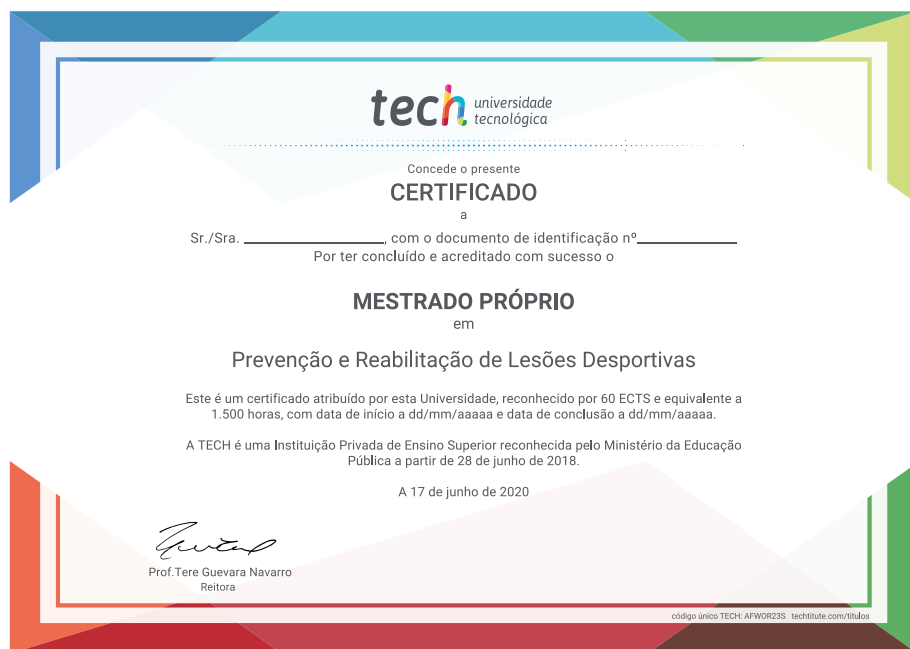 tech universidade
tecnológica
Concede o presente
CERTIFICADO
a
Sr./Sra. ____________________, com o documento de identificação nº______________
Por ter concluído e acreditado com sucesso o
MESTRADO PRÓPRIO
em
Prevenção e Reabilitação de Lesões Desportivas
Este é um certificado atribuído por esta Universidade, reconhecido por 60 ECTS e equivalente a
1.500 horas, com data de início a dd/mm/aaaaa e data de conclusão a dd/mm/aaaaa.
A TECH é uma Instituição Privada de Ensino Superior reconhecida pelo Ministério da Educação
Pública a partir de 28 de junho de 2018.
A 17 de junho de 2020
Prof.Tere Guevara Navarro
Reitora
código único TECH: AFWOR23S techtitute.com/titulos